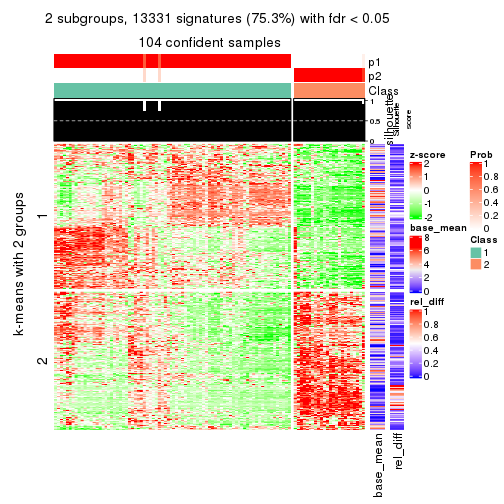 2 subgroups, 13331 signatures (75.3%) with fdr < 0.05
104 confident samples
p1
p2
Class
silhouette
Silhouette
score
1
0.5
0
k-means with 2 groups
1
2
base_mean
rel_diff
z-score
2
1
0
-1
-2
base_mean
8
6
4
2
0
rel_diff
1
0.8
0.6
0.4
0.2
0
Prob
1
0.8
0.6
0.4
0.2
0
Class
1
2